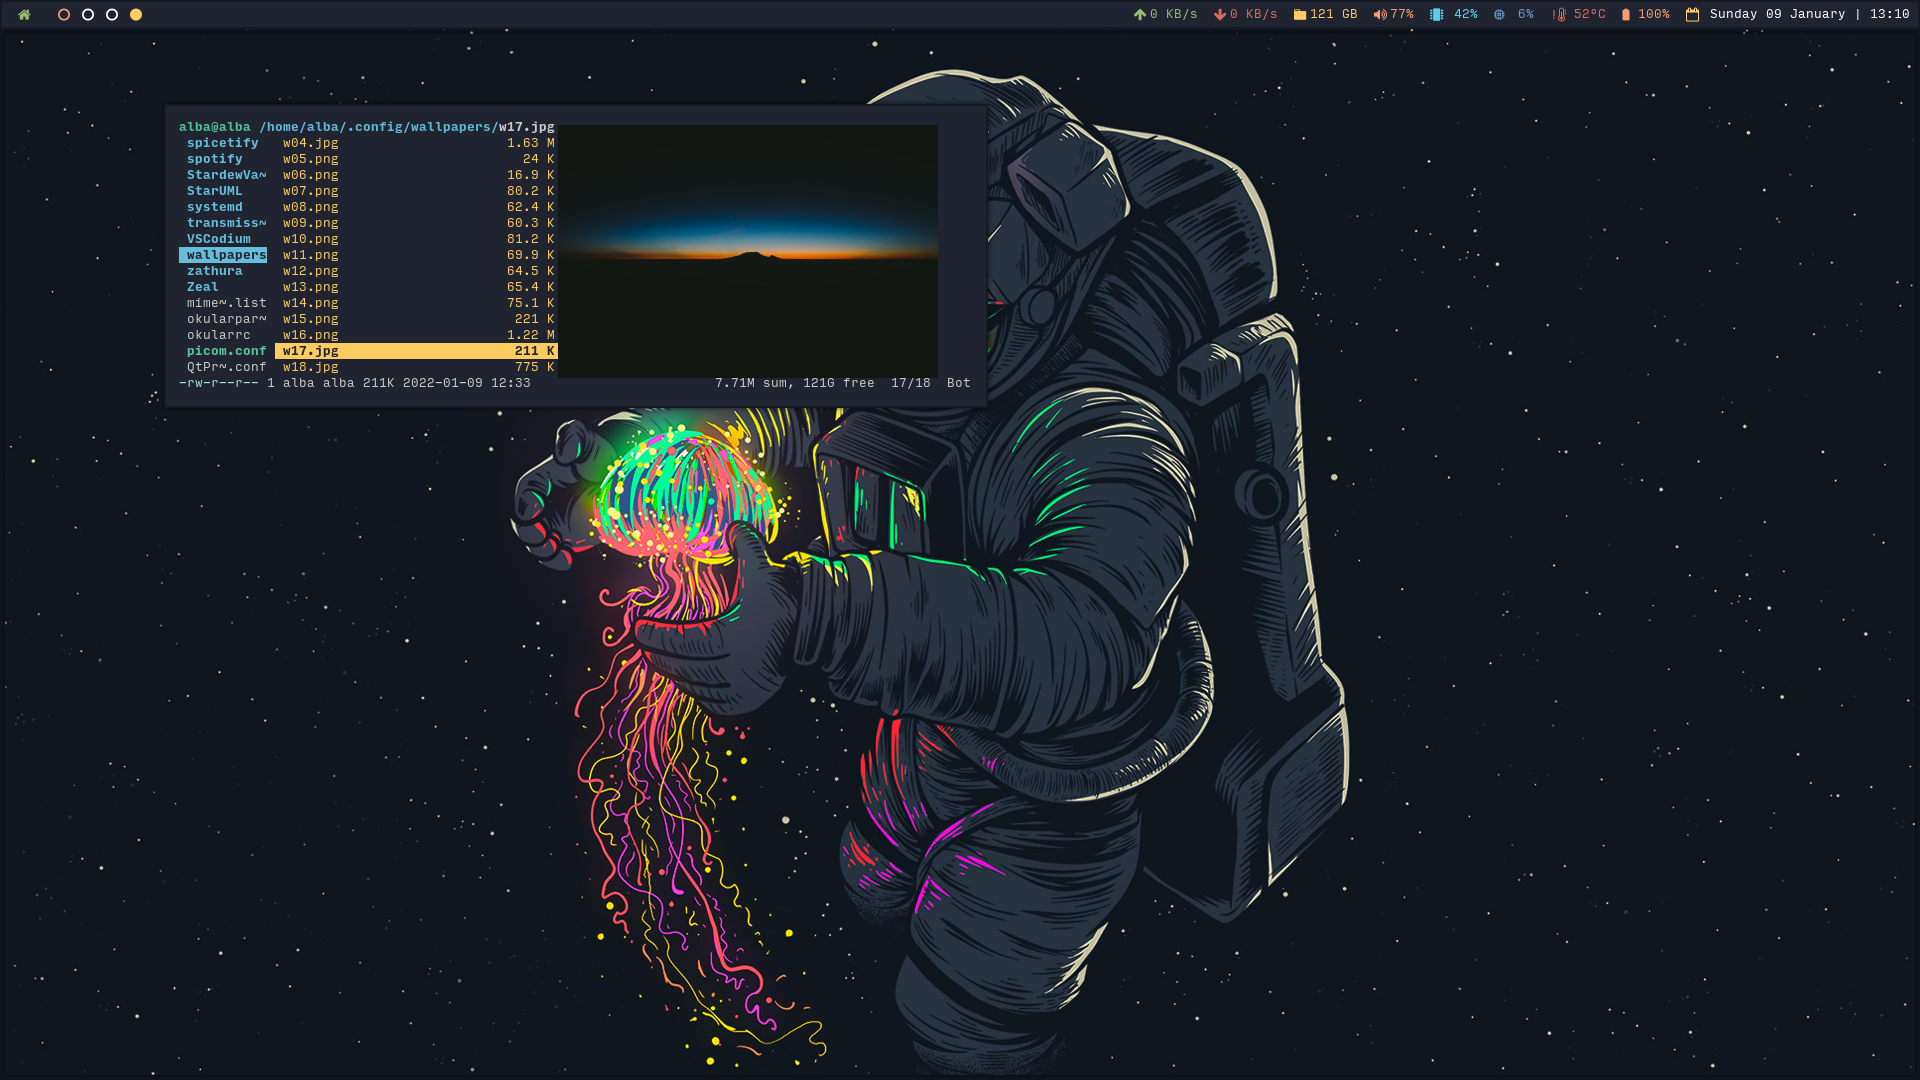 0 KB/s 0 KB/s 121 GB 77% 42% 6% 52°C 100% Sunday 09 January | 13:10
alba@alba /home/alba/.config/wallpapers/w17.jpg
spicetify w04.jpg 1.63 M
spotify w05.png 24 K
StardewVa~ w06.png 16.9 K
StarUML w07.png 80.2 K
systemd w08.png 62.4 K
transmiss~ w09.png 60.3 K
VSCodium w10.png 81.2 K
wallpapers w11.png 69.9 K
zathura w12.png 64.5 K
Zeal w13.png 65.4 K
mime~.list w14.png 75.1 K
okularpar~ w15.png 221 K
okularrc w16.png 1.22 M
picom.conf w17.jpg 211 K
QtPr~.conf w18.jpg 775 K
-rw-r--r-- 1 alba alba 211K 2022-01-09 12:33 7.71M sum, 121G free 17/18 Bot